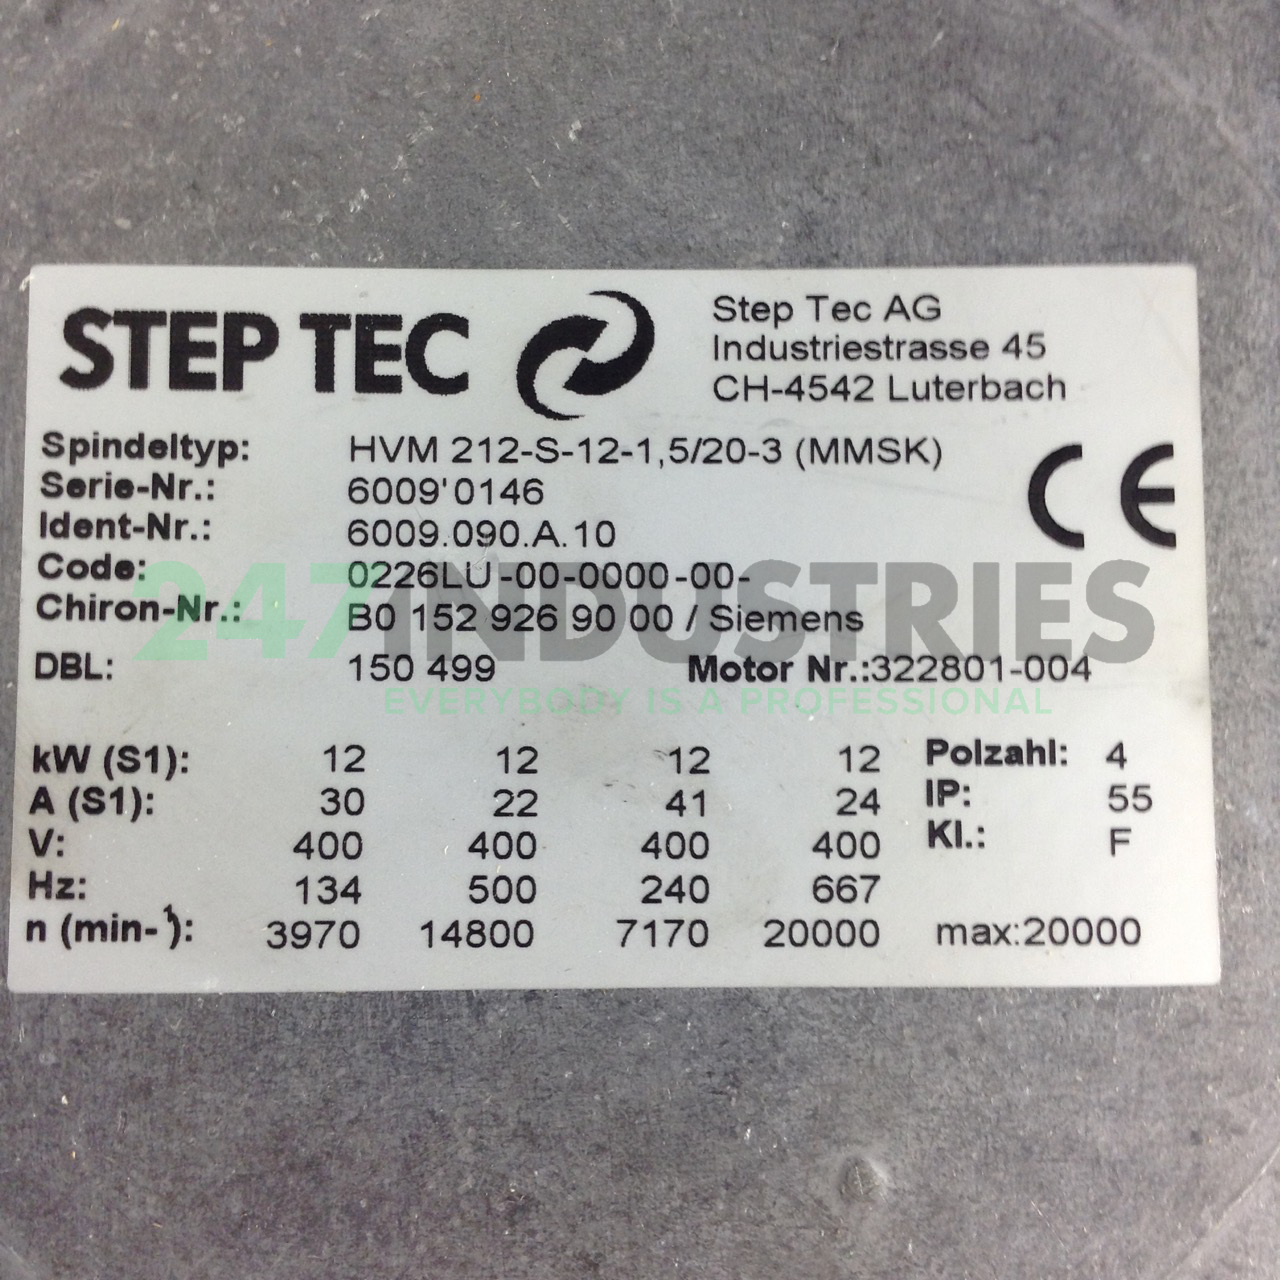 STEP TEC
Step Tec AG
Industriestrasse 45
CH-4542 Luterbach
Spindeltyp: HVM 212-S-12-1,5/20-3 (MMSK)
Serie-Nr.: 6009'0146
Ident-Nr.: 6009.090.A.10
Code: 0226LU-00-0000-00-
Chiron-Nr.: B0 152 926 90 00 / Siemens
DBL: 150 499 Motor Nr.:322801-004
247INDUSTRIES
EVERYBODY IS A PROFESSIONAL
kW (S1): 12 12 12 12 Polzahl: 4
A (S1): 30 22 41 24 IP: 55
V: 400 400 400 400 Kl.: F
Hz: 134 500 240 667
n (min-1): 3970 14800 7170 20000 max:20000
CE